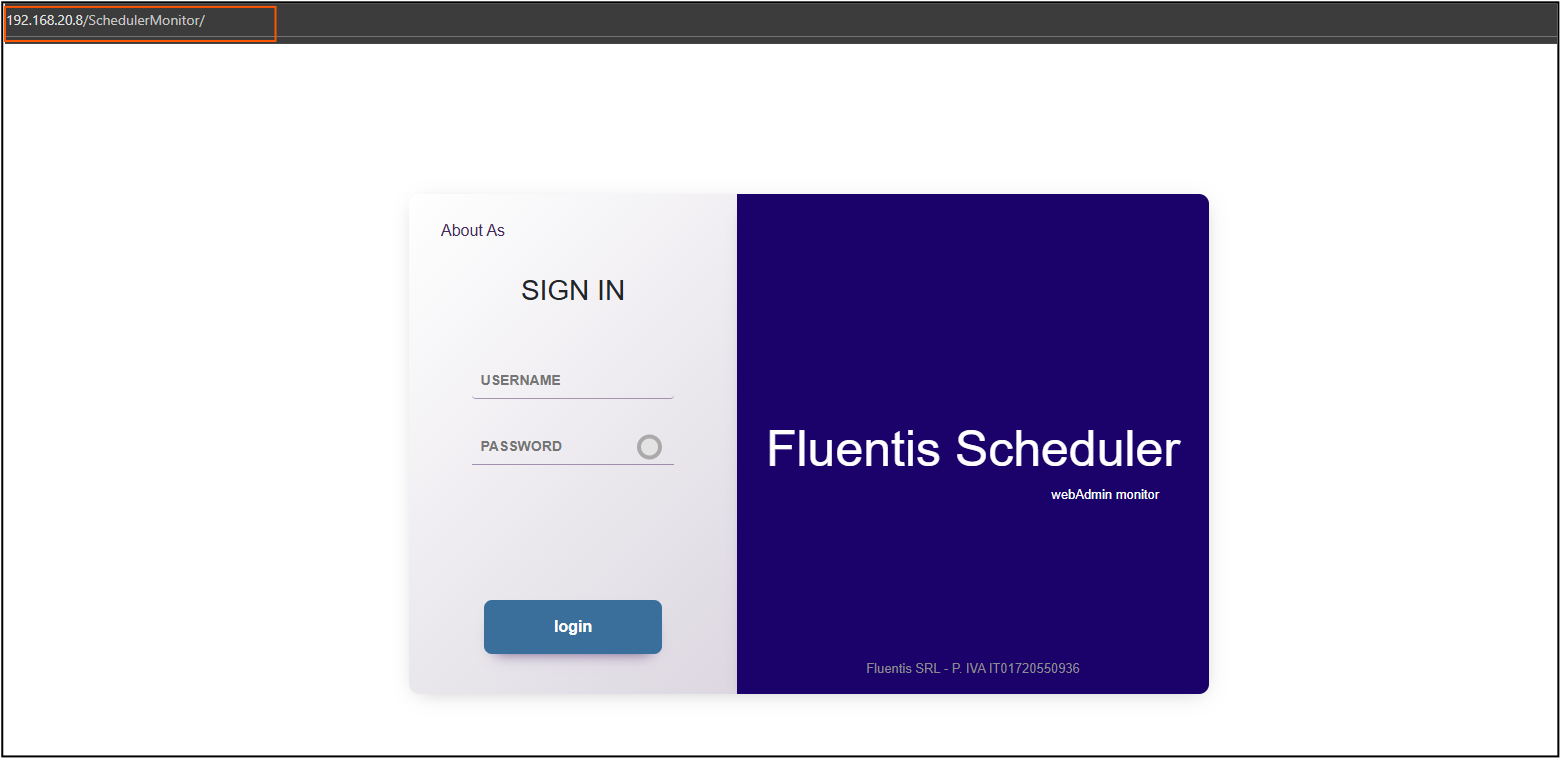 192.168.20.8/SchedulerMonitor/
About As
SIGN IN
USERNAME
PASSWORD
login
Fluentis Scheduler
webAdmin monitor
Fluentis SRL - P. IVA IT01720550936